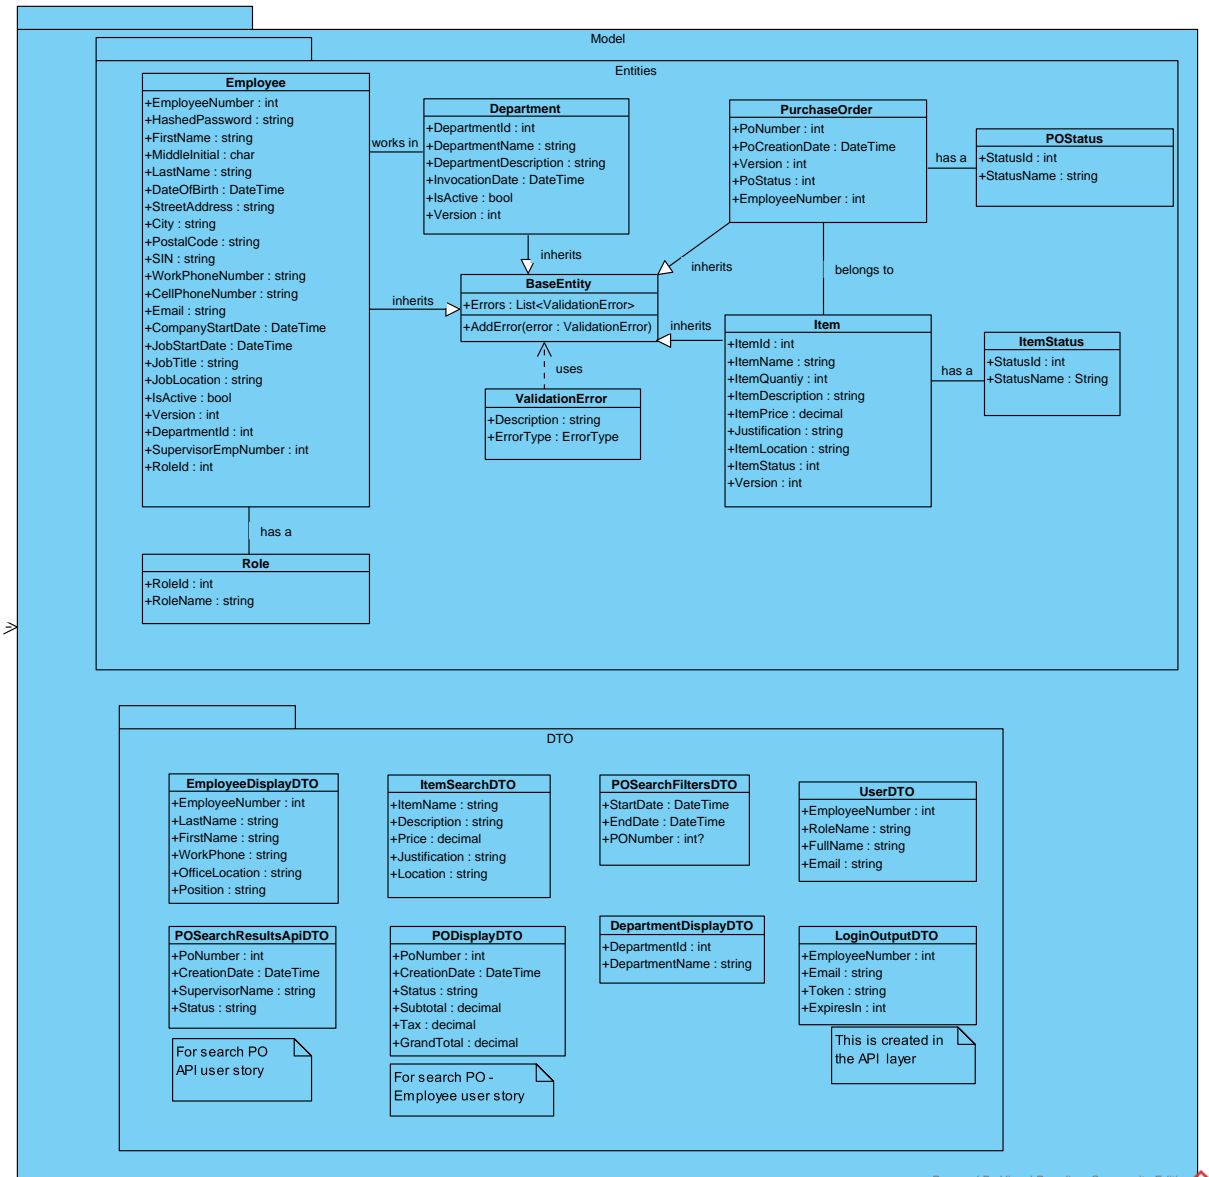 Model
Entities
Employee
+EmployeeNumber : int
+HashedPassword : string
+FirstName : string
+MiddleInitial : char
+LastName : string
+DateOfBirth : DateTime
+StreetAddress : string
+City : string
+PostalCode : string
+SIN : string
+WorkPhoneNumber : string
+CellPhoneNumber : string
+Email : string
+CompanyStartDate : DateTime
+JobStartDate : DateTime
+JobTitle : string
+JobLocation : string
+IsActive : bool
+Version : int
+DepartmentId : int
+SupervisorEmpNumber : int
+RoleId : int
works in
Department
+DepartmentId : int
+DepartmentName : string
+DepartmentDescription : string
+InvocationDate : DateTime
+IsActive : bool
+Version : int
inherits
PurchaseOrder
+PoNumber : int
+PoCreationDate : DateTime
+Version : int
+PoStatus : int
+EmployeeNumber : int
has a
POStatus
+StatusId : int
+StatusName : string
inherits
belongs to
inherits
BaseEntity
+Errors : List<ValidationError>
+AddError(error : ValidationError)
inherits
uses
ValidationError
+Description : string
+ErrorType : ErrorType
Item
+ItemId : int
+ItemName : string
+ItemQuantiy : int
+ItemDescription : string
+ItemPrice : decimal
+Justification : string
+ItemLocation : string
+ItemStatus : int
+Version : int
has a
ItemStatus
+StatusId : int
+StatusName : String
has a
Role
+RoleId : int
+RoleName : string
DTO
EmployeeDisplayDTO
+EmployeeNumber : int
+LastName : string
+FirstName : string
+WorkPhone : string
+OfficeLocation : string
+Position : string
ItemSearchDTO
+ItemName : string
+Description : string
+Price : decimal
+Justification : string
+Location : string
POSearchFiltersDTO
+StartDate : DateTime
+EndDate : DateTime
+PONumber : int?
UserDTO
+EmployeeNumber : int
+RoleName : string
+FullName : string
+Email : string
POSearchResultsApiDTO
+PoNumber : int
+CreationDate : DateTime
+SupervisorName : string
+Status : string
For search PO
API user story
PODisplayDTO
+PoNumber : int
+CreationDate : DateTime
+Status : string
+Subtotal : decimal
+Tax : decimal
+GrandTotal : decimal
For search PO -
Employee user story
DepartmentDisplayDTO
+DepartmentId : int
+DepartmentName : string
LoginOutputDTO
+EmployeeNumber : int
+Email : string
+Token : string
+ExpiresIn : int
This is created in
the API layer